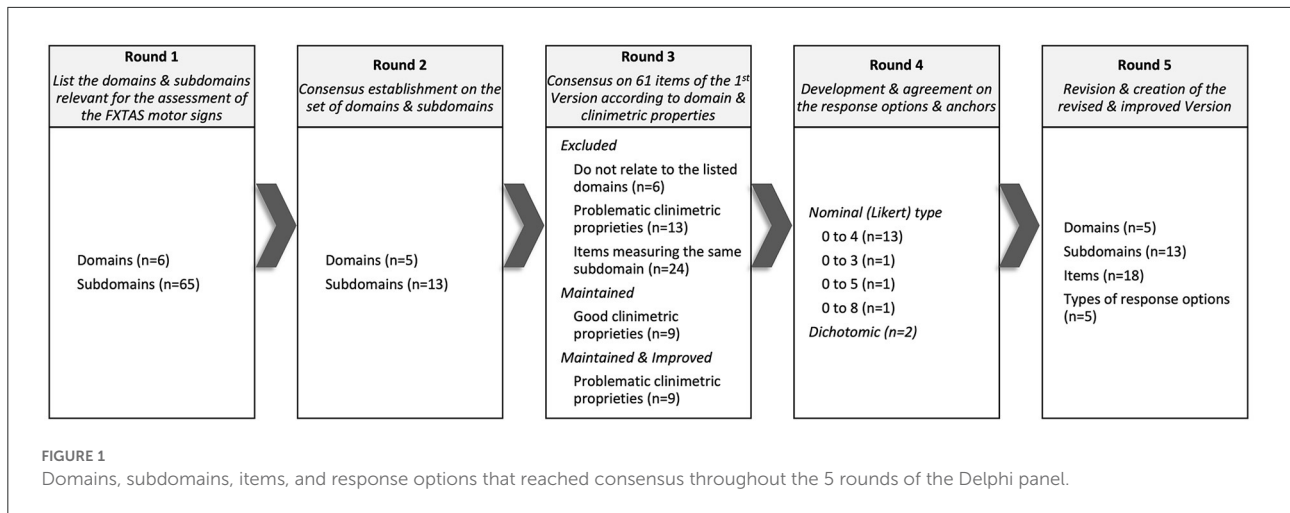 Round 1
List the domains & subdomains
relevant for the assessment of
the FXTAS motor signs
Domains (n=6)
Subdomains (n=65)
Round 2
Consensus establishment on the
set of domains & subdomains
Domains (n=5)
Subdomains (n=13)
Round 3
Consensus on 61 items of the 1st
Version according to domain &
clinimetric properties
Excluded
Do not relate to the listed
domains (n=6)
Problematic clinimetric
proprieties (n=13)
Items measuring the same
subdomain (n=24)
Maintained
Good clinimetric
proprieties (n=9)
Maintained & Improved
Problematic clinimetric
proprieties (n=9)
Round 4
Development & agreement on
the response options & anchors
Nominal (Likert) type
0 to 4 (n=13)
0 to 3 (n=1)
0 to 5 (n=1)
0 to 8 (n=1)
Dichotomic (n=2)
Round 5
Revision & creation of the
revised & improved Version
Domains (n=5)
Subdomains (n=13)
Items (n=18)
Types of response options
(n=5)
FIGURE 1
Domains, subdomains, items, and response options that reached consensus throughout the 5 rounds of the Delphi panel.